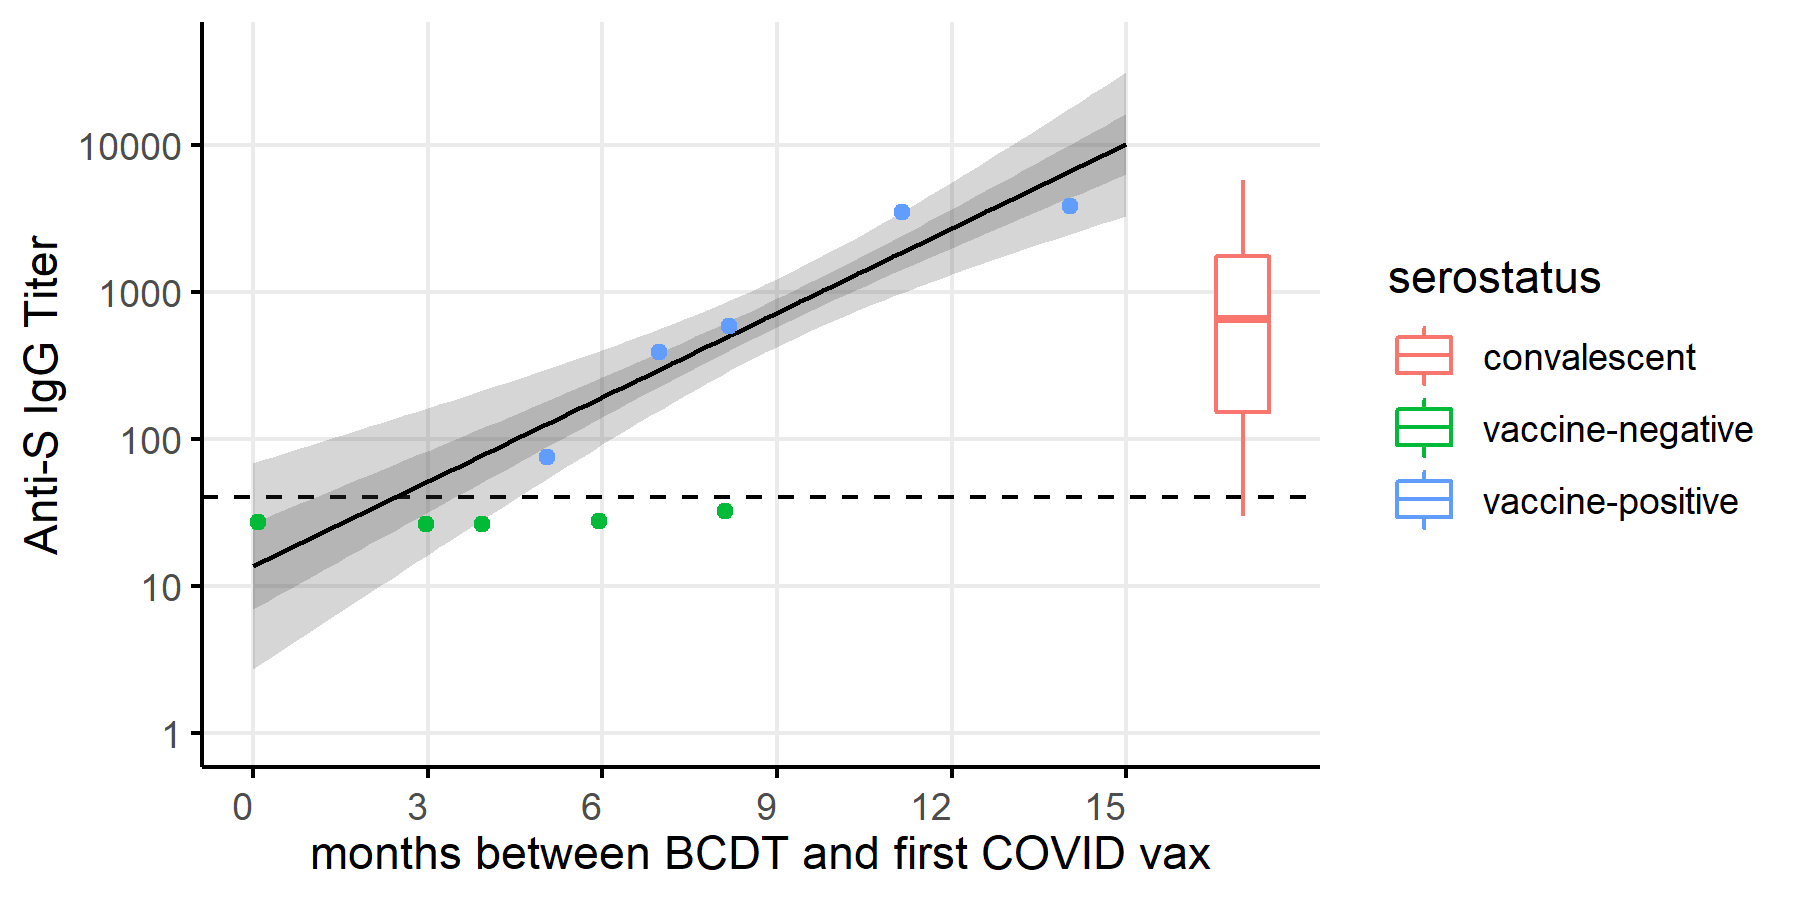 Anti-S IgG Titer
10000
1000
100
10
1
0 3 6 9 12 15
months between BCDT and first COVID vax
serostatus
convalescent
vaccine-negative
vaccine-positive